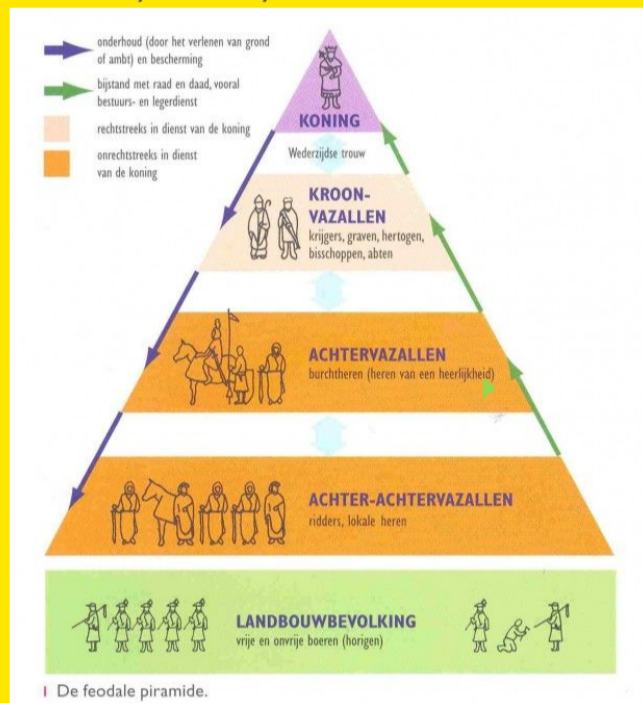 onderhoud (door het verlenen van grond
of ambt) en bescherming
bijstand met raad en daad, vooral
bestuurs- en legerdienst
rechtstreeks in dienst van de koning
onrechtstreeks in dienst
van de koning
KONING
Wederzijdse trouw
KROON-
VAZALLEN
krijgers, graven, hertogen,
bisschoppen, abten
ACHTERVAZALLEN
burchtheren (heren van een heerlijkheid)
ACHTER-ACHTERVAZALLEN
ridders, lokale heren
LANDBOUWBEVOLKING
vrije en onvrije boeren (horigen)
De feodale piramide.